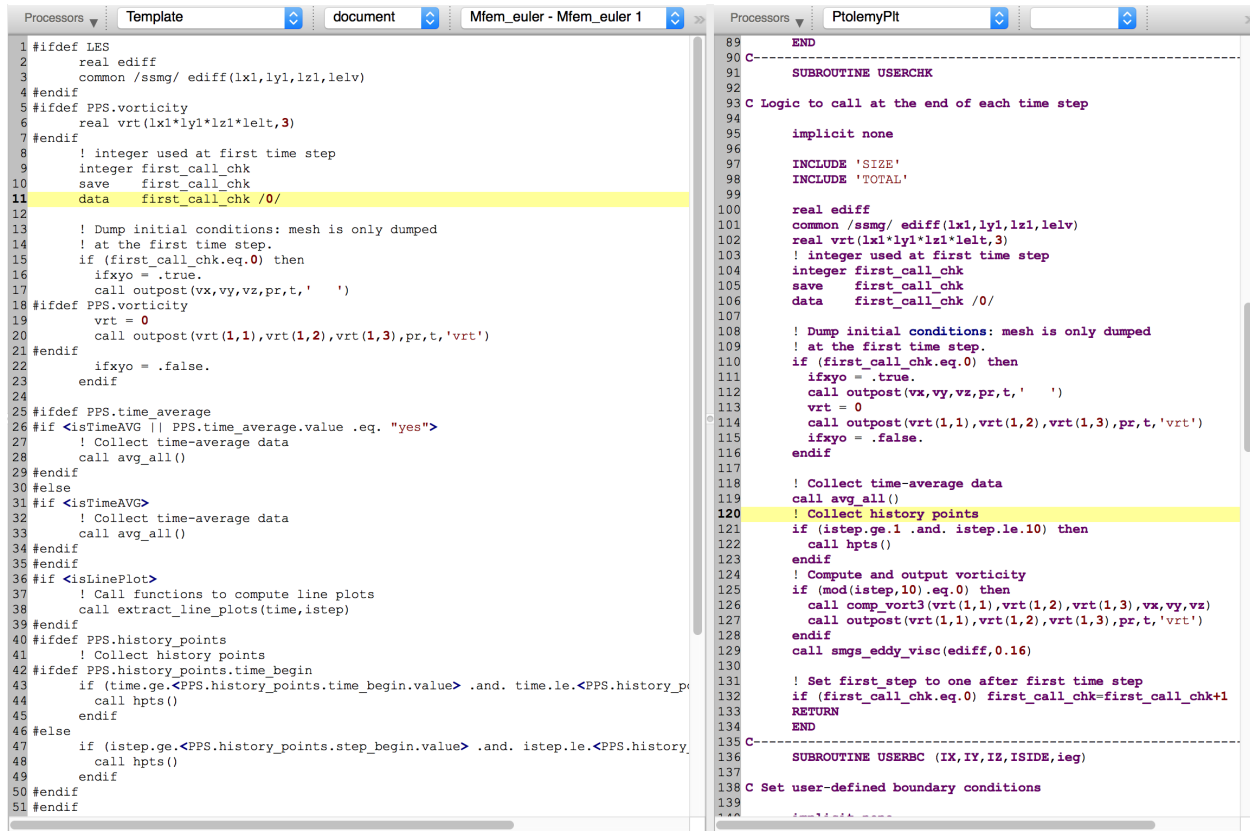 Processors Template document Mfem_euler - Mfem_euler 1 »
1 #ifdef LES
2       real ediff
3       common /ssmg/ ediff(lx1,ly1,lz1,lelv)
4 #endif
5 #ifdef PPS.vorticity
6       real vrt(lx1*ly1*lz1*lelt,3)
7 #endif
8       ! integer used at first time step
9       integer first_call_chk
10       save    first_call_chk
11       data    first_call_chk /0/
12
13       ! Dump initial conditions: mesh is only dumped
14       ! at the first time step.
15       if (first_call_chk.eq.0) then
16         ifxyo = .true.
17         call outpost(vx,vy,vz,pr,t,'   ')
18 #ifdef PPS.vorticity
19         vrt = 0
20         call outpost(vrt(1,1),vrt(1,2),vrt(1,3),pr,t,'vrt')
21 #endif
22         ifxyo = .false.
23       endif
24
25 #ifdef PPS.time_average
26 #if <isTimeAVG || PPS.time_average.value .eq. "yes">
27       ! Collect time-average data
28       call avg_all()
29 #endif
30 #else
31 #if <isTimeAVG>
32       ! Collect time-average data
33       call avg_all()
34 #endif
35 #endif
36 #if <isLinePlot>
37       ! Call functions to compute line plots
38       call extract_line_plots(time,istep)
39 #endif
40 #ifdef PPS.history_points
41       ! Collect history points
42 #ifdef PPS.history_points.time_begin
43       if (time.ge.<PPS.history_points.time_begin.value> .and. time.le.<PPS.history_p
44         call hpts()
45       endif
46 #else
47       if (istep.ge.<PPS.history_points.step_begin.value> .and. istep.le.<PPS.history_
48         call hpts()
49       endif
50 #endif
51 #endif
Processors PtolemyPlt
89       END
90 C-----------------------------------------------------------------
91       SUBROUTINE USERCHK
92
93 C Logic to call at the end of each time step
94
95       implicit none
96
97       INCLUDE 'SIZE'
98       INCLUDE 'TOTAL'
99
100       real ediff
101       common /ssmg/ ediff(lx1,ly1,lz1,lelv)
102       real vrt(lx1*ly1*lz1*lelt,3)
103       ! integer used at first time step
104       integer first_call_chk
105       save    first_call_chk
106       data    first_call_chk /0/
107
108       ! Dump initial conditions: mesh is only dumped
109       ! at the first time step.
110       if (first_call_chk.eq.0) then
111         ifxyo = .true.
112         call outpost(vx,vy,vz,pr,t,'   ')
113         vrt = 0
114         call outpost(vrt(1,1),vrt(1,2),vrt(1,3),pr,t,'vrt')
115         ifxyo = .false.
116       endif
117
118       ! Collect time-average data
119       call avg_all()
120       ! Collect history points
121       if (istep.ge.1 .and. istep.le.10) then
122         call hpts()
123       endif
124       ! Compute and output vorticity
125       if (mod(istep,10).eq.0) then
126         call comp_vort3(vrt(1,1),vrt(1,2),vrt(1,3),vx,vy,vz)
127         call outpost(vrt(1,1),vrt(1,2),vrt(1,3),pr,t,'vrt')
128       endif
129       call smgs_eddy_visc(ediff,0.16)
130
131       ! Set first_step to one after first time step
132       if (first_call_chk.eq.0) first_call_chk=first_call_chk+1
133       RETURN
134       END
135 C-----------------------------------------------------------------
136       SUBROUTINE USERBC (IX,IY,IZ,ISIDE,ieg)
137
138 C Set user-defined boundary conditions
139